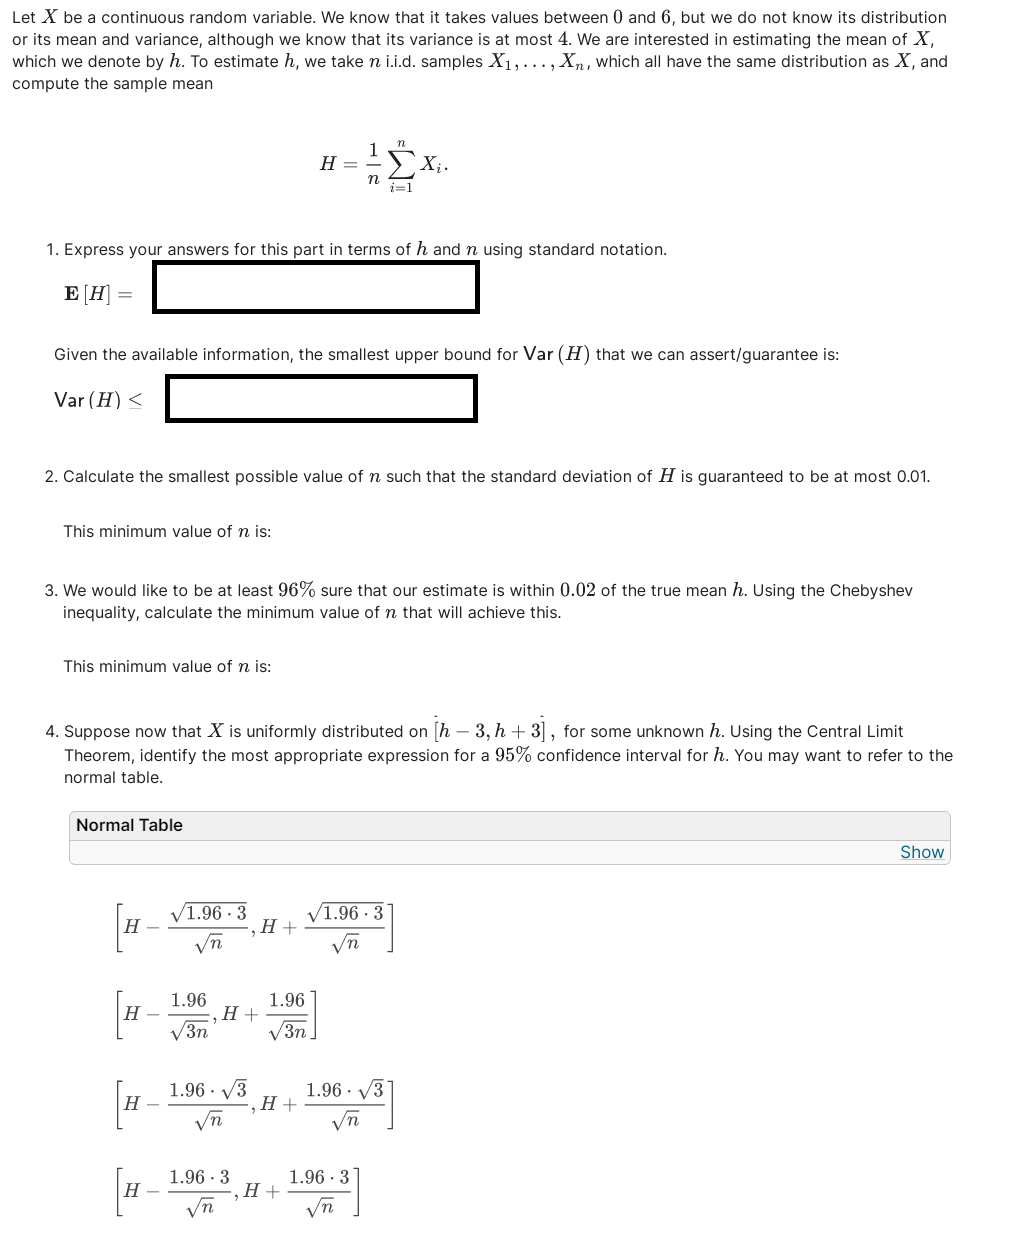 Let X be a continuous random variable. We know that it takes values between 0 and 6, but we do not know its distribution
or its mean and variance, although we know that its variance is at most 4. We are interested in estimating the mean of X,
which we denote by h. To estimate h, we take n i.i.d. samples X₁, . . . , Xₙ, which all have the same distribution as X, and
compute the sample mean
H = \frac{1}{n} \sum_{i=1}^{n} X_i.
1. Express your answers for this part in terms of h and n using standard notation.
E [H] =
Given the available information, the smallest upper bound for Var (H) that we can assert/guarantee is:
Var (H) ≤
2. Calculate the smallest possible value of n such that the standard deviation of H is guaranteed to be at most 0.01.
This minimum value of n is:
3. We would like to be at least 96% sure that our estimate is within 0.02 of the true mean h. Using the Chebyshev
inequality, calculate the minimum value of n that will achieve this.
This minimum value of n is:
4. Suppose now that X is uniformly distributed on [h − 3, h + 3], for some unknown h. Using the Central Limit
Theorem, identify the most appropriate expression for a 95% confidence interval for h. You may want to refer to the
normal table.
Normal Table
Show
\left[ H - \frac{\sqrt{1.96 \cdot 3}}{\sqrt{n}}, H + \frac{\sqrt{1.96 \cdot 3}}{\sqrt{n}} \right]
\left[ H - \frac{1.96}{\sqrt{3n}}, H + \frac{1.96}{\sqrt{3n}} \right]
\left[ H - \frac{1.96 \cdot \sqrt{3}}{\sqrt{n}}, H + \frac{1.96 \cdot \sqrt{3}}{\sqrt{n}} \right]
\left[ H - \frac{1.96 \cdot 3}{\sqrt{n}}, H + \frac{1.96 \cdot 3}{\sqrt{n}} \right]